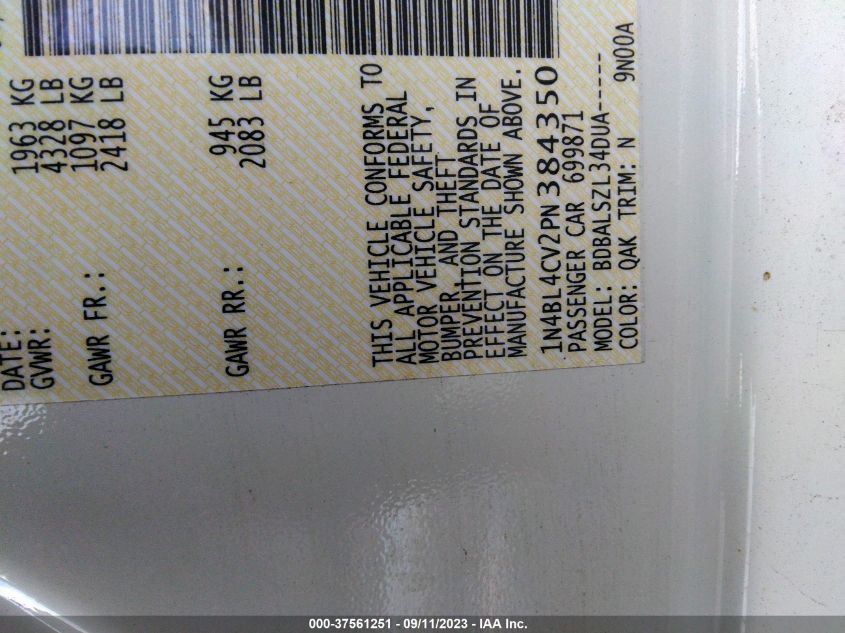 DATE:
GVWR: 1963 KG
4328 LB
GAWR FR.: 1097 KG
2418 LB
GAWR RR.: 945 KG
2083 LB
THIS VEHICLE CONFORMS TO
ALL APPLICABLE FEDERAL
MOTOR VEHICLE SAFETY,
BUMPER, AND THEFT
PREVENTION STANDARDS IN
EFFECT ON THE DATE OF
MANUFACTURE SHOWN ABOVE.
1N4BL4CV2PN384350
PASSENGER CAR 699871
MODEL: BDBALSZL34DUA-----
COLOR: QAK TRIM: N 9N00A
000-37561251 - 09/11/2023 - IAA Inc.